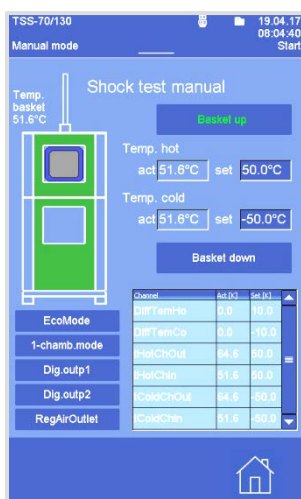 TSS-70/130
19.04.17
08:04:40
Manual mode
Start
Shock test manual
Temp.
basket
51.6°C
Basket up
Temp. hot
act 51.6°C set 50.0°C
Temp. cold
act 51.6°C set -50.0°C
Basket down
Channel Act [K] Set [K]
DiffTemHo 0.0 10.0
DiffTemCo 0.0 -10.0
tHotChOut 64.6 50.0
tHotChIn 51.6 50.0
tColdChOut 64.6 -50.0
tColdChIn 51.6 -50.0
EcoMode
1-chamb.mode
Dig.outp1
Dig.outp2
RegAirOutlet